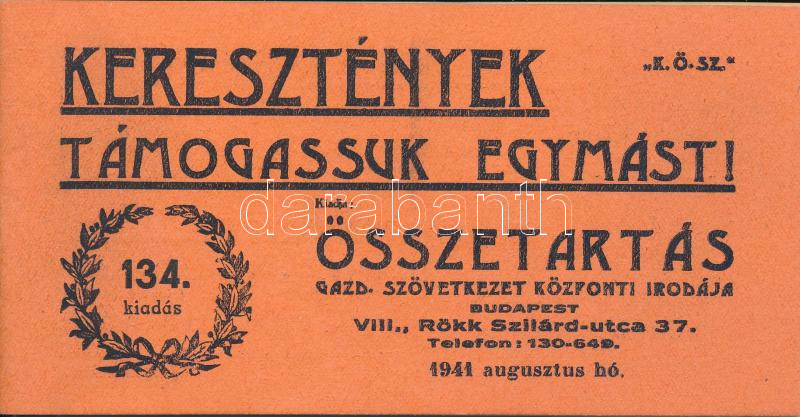 KERESZTÉNYEK
„K.Ö.SZ.“
TÁMOGASSUK EGYMÁST!
Kiadja:
ÖSSZETARTÁS
GAZD. SZÖVETKEZET KÖZPONTI IRODÁJA
BUDAPEST
VIII., Rökk Szilárd-utca 37.
Telefon: 130-649.
1941 augusztus hó.
134.
kiadás
darabanth